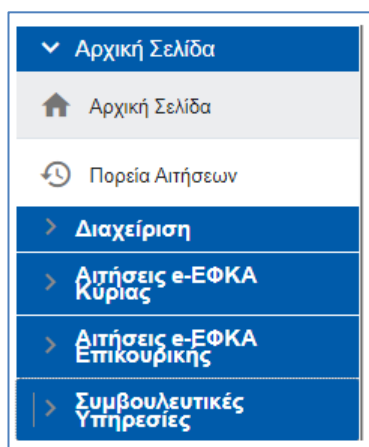 Αρχική Σελίδα
Αρχική Σελίδα
Πορεία Αιτήσεων
Διαχείριση
Αιτήσεις e-ΕΦΚΑ
Κύριας
Αιτήσεις e-ΕΦΚΑ
Επικουρικής
Συμβουλευτικές
Υπηρεσίες